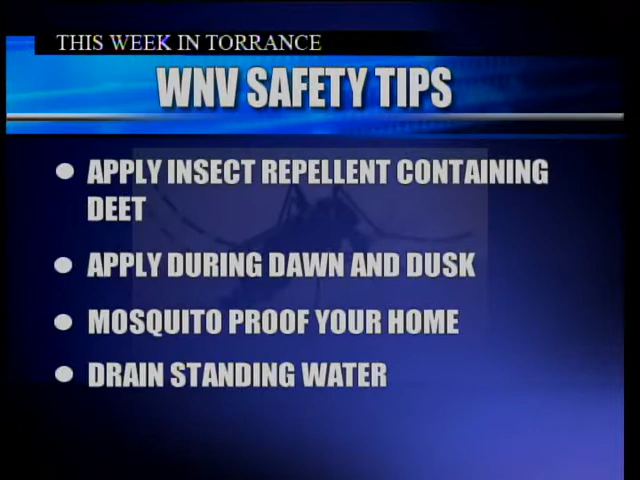 THIS WEEK IN TORRANCE
WNV SAFETY TIPS
APPLY INSECT REPELLENT CONTAINING
DEET
APPLY DURING DAWN AND DUSK
MOSQUITO PROOF YOUR HOME
DRAIN STANDING WATER